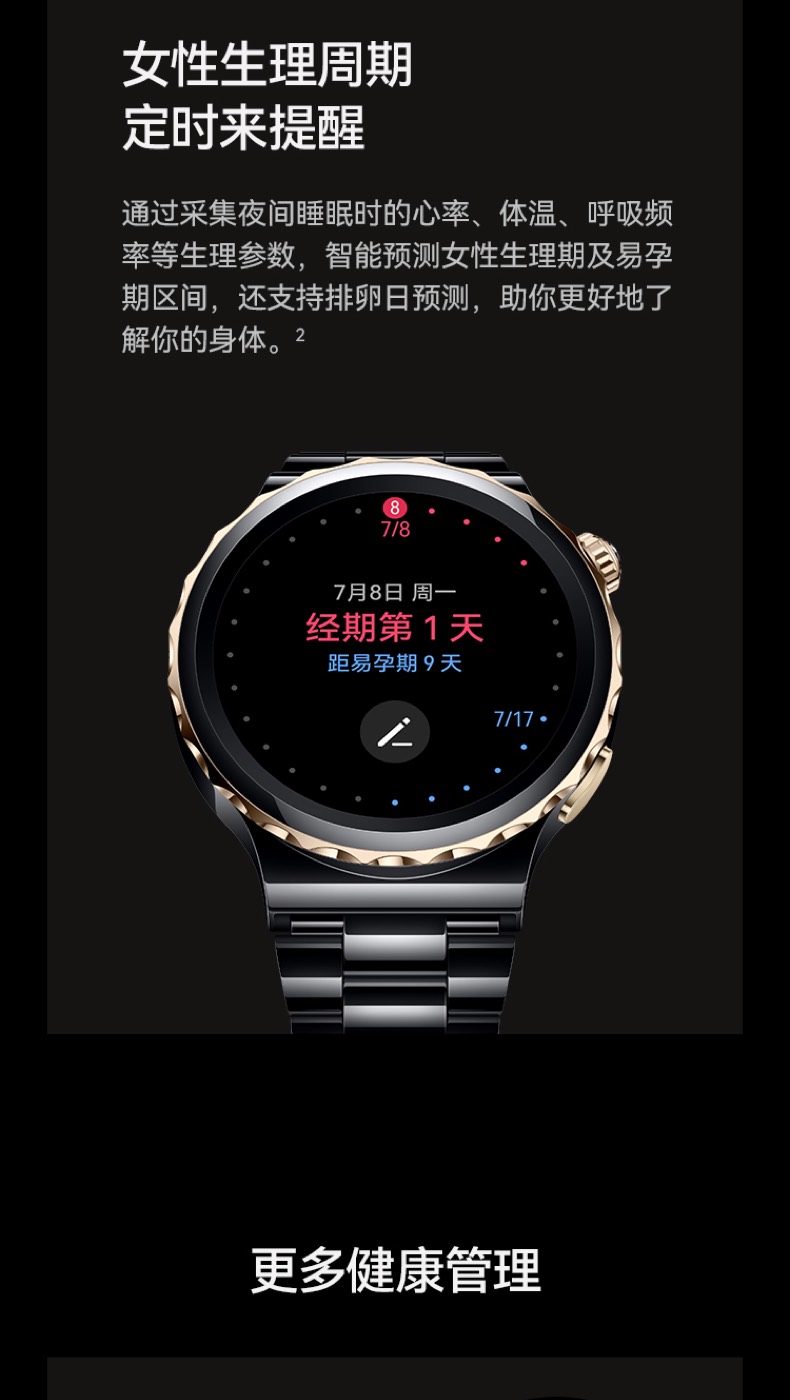 女性生理周期
定时来提醒
通过采集夜间睡眠时的心率、体温、呼吸频
率等生理参数，智能预测女性生理期及易孕
期区间，还支持排卵日预测，助你更好地了
解你的身体。2
8
7/8
7月8日 周一
经期第 1 天
距易孕期 9 天
7/17
更多健康管理